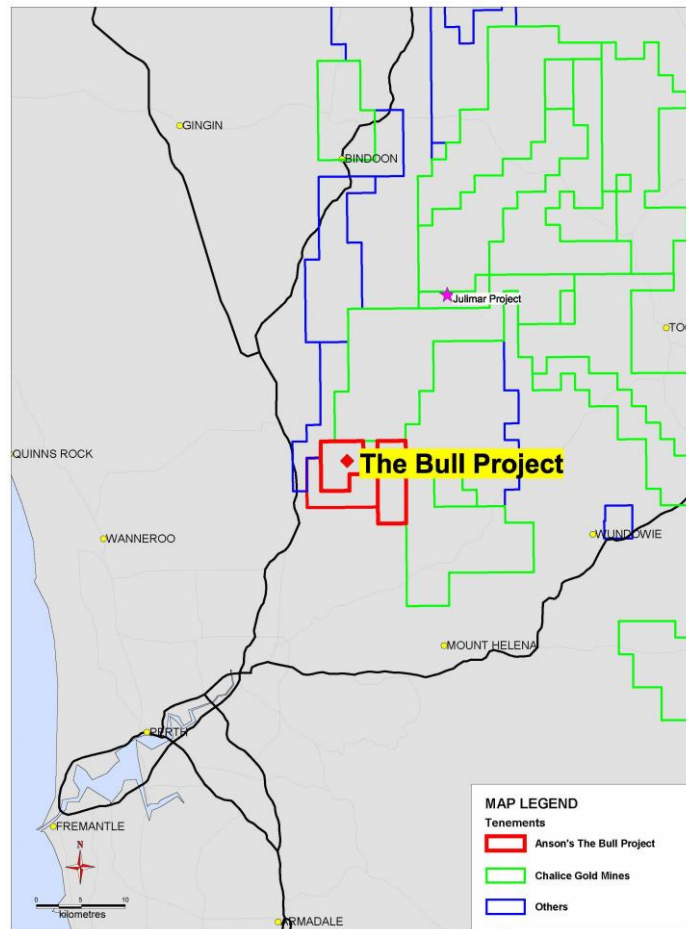 GINGIN
BINDOON
Julimar Project
TOO
The Bull Project
QUINNS ROCK
WANNEROO
WUNDOWIE
MOUNT HELENA
PERTH
FREMANTLE
N
0 5 10
kilometres
ARMADALE
MAP LEGEND
Tenements
Anson's The Bull Project
Chalice Gold Mines
Others